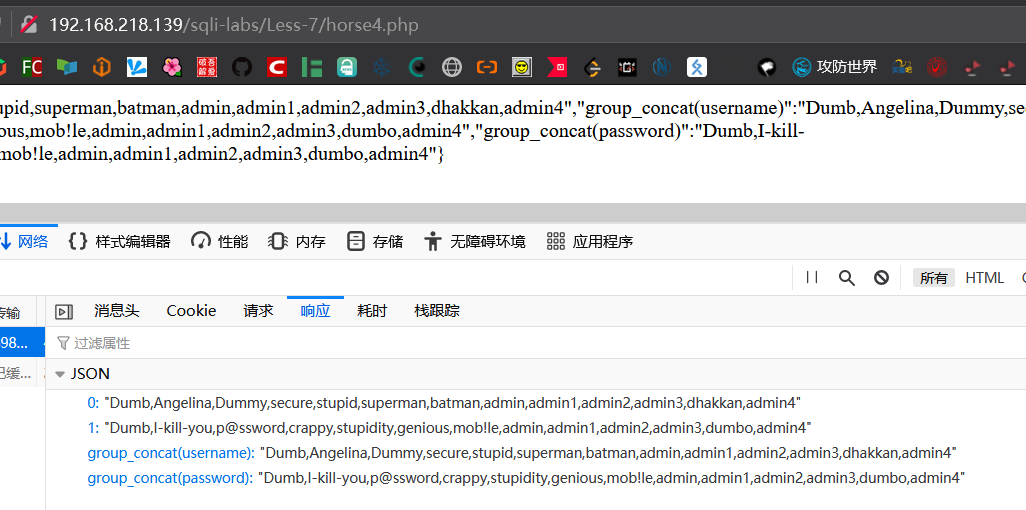 192.168.218.139/sqli-labs/Less-7/horse4.php
FC
攻防世界
upid,superman,batman,admin,admin1,admin2,admin3,dhakkan,admin4","group_concat(username)":"Dumb,Angelina,Dummy,se
ious,mob!le,admin,admin1,admin2,admin3,dumbo,admin4","group_concat(password)":"Dumb,I-kill-
mob!le,admin,admin1,admin2,admin3,dumbo,admin4"}
网络 {} 样式编辑器 性能 内存 存储 无障碍环境 应用程序
所有 HTML
传输 消息头 Cookie 请求 响应 耗时 栈跟踪
98... 过滤属性
已缓... JSON
0: "Dumb,Angelina,Dummy,secure,stupid,superman,batman,admin,admin1,admin2,admin3,dhakkan,admin4"
1: "Dumb,I-kill-you,p@ssword,crappy,stupidity,genious,mob!le,admin,admin1,admin2,admin3,dumbo,admin4"
group_concat(username): "Dumb,Angelina,Dummy,secure,stupid,superman,batman,admin,admin1,admin2,admin3,dhakkan,admin4"
group_concat(password): "Dumb,I-kill-you,p@ssword,crappy,stupidity,genious,mob!le,admin,admin1,admin2,admin3,dumbo,admin4"